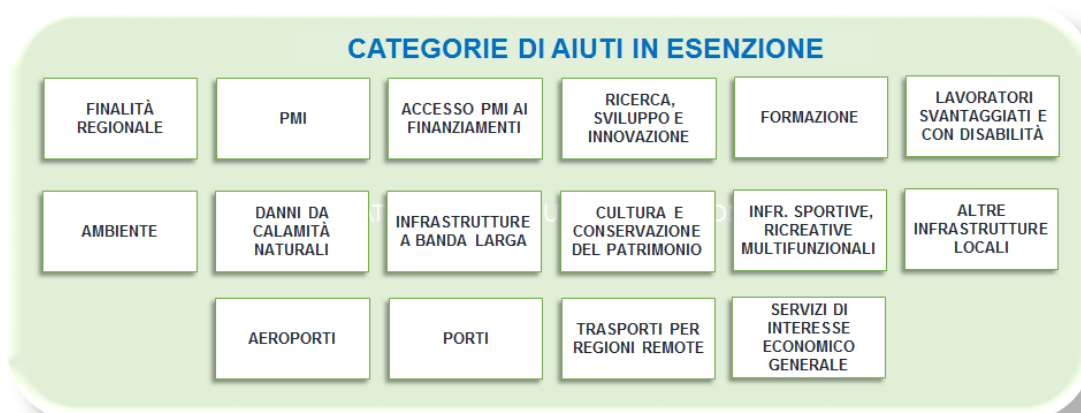 CATEGORIE DI AIUTI IN ESENZIONE
FINALITÀ
REGIONALE
PMI
ACCESSO PMI AI
FINANZIAMENTI
RICERCA,
SVILUPPO E
INNOVAZIONE
FORMAZIONE
LAVORATORI
SVANTAGGIATI E
CON DISABILITÀ
AMBIENTE
DANNI DA
CALAMITÀ
NATURALI
INFRASTRUTTURE
A BANDA LARGA
CULTURA E
CONSERVAZIONE
DEL PATRIMONIO
INFR. SPORTIVE,
RICREATIVE
MULTIFUNZIONALI
ALTRE
INFRASTRUTTURE
LOCALI
AEROPORTI
PORTI
TRASPORTI PER
REGIONI REMOTE
SERVIZI DI
INTERESSE
ECONOMICO
GENERALE